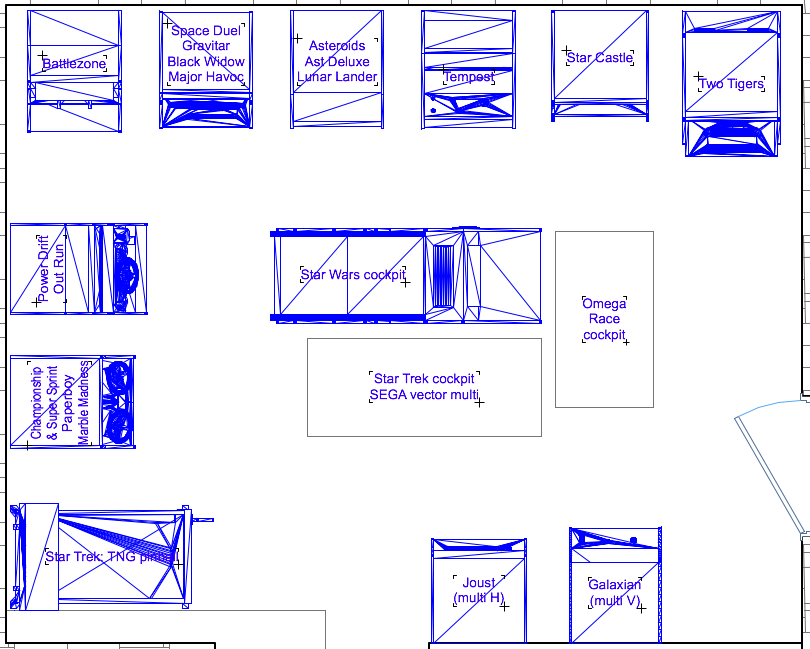 Battlezone
Space Duel
Gravitar
Black Widow
Major Havoc
Asteroids
Ast Deluxe
Lunar Lander
Tempest
Star Castle
Two Tigers
Power Drift
Out Run
Star Wars cockpit
Omega
Race
cockpit
Championship
& Super Sprint
Paperboy
Marble Madness
Star Trek cockpit
SEGA vector multi
Star Trek: TNG
Joust
(multi H)
Galaxian
(multi V)